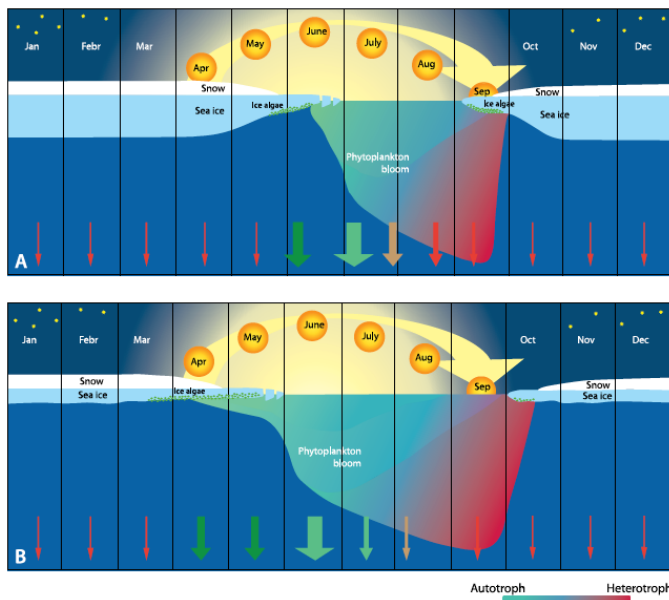 Jan Febr Mar Apr May June July Aug Sep Oct Nov Dec
Snow Snow
Ice algae Ice algae
Sea ice Sea ice
Phytoplankton
bloom
A
Jan Febr Mar Apr May June July Aug Sep Oct Nov Dec
Snow Snow
Ice algae
Sea ice Sea ice
Phytoplankton
bloom
B
Autotroph Heterotroph